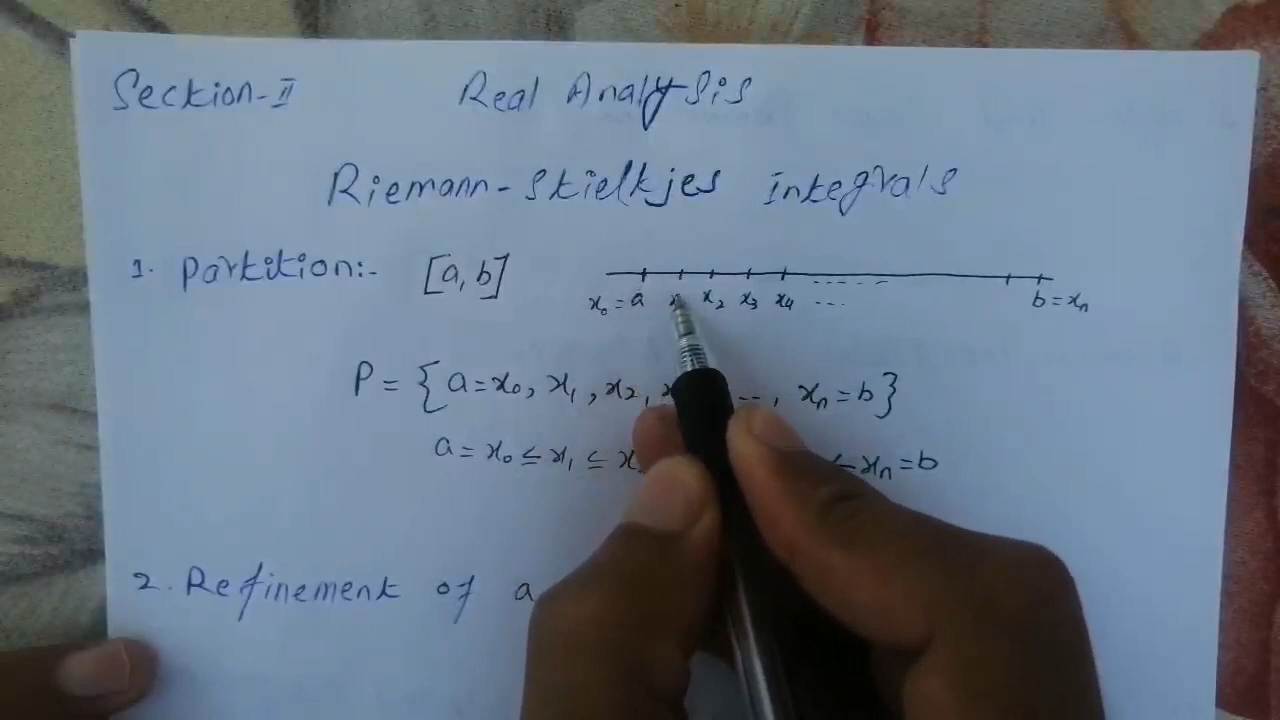 Section-II Real Analysis
Riemann-Stieltjes integrals
1. Partition:- [a, b]
x₀ = a x₂ x₃ x₄ .... b = xₙ
P = { a = x₀, x₁, x₂, --, xₙ = b }
a = x₀ ≤ x₁ ≤ x ≤ xₙ = b
2. Refinement of a